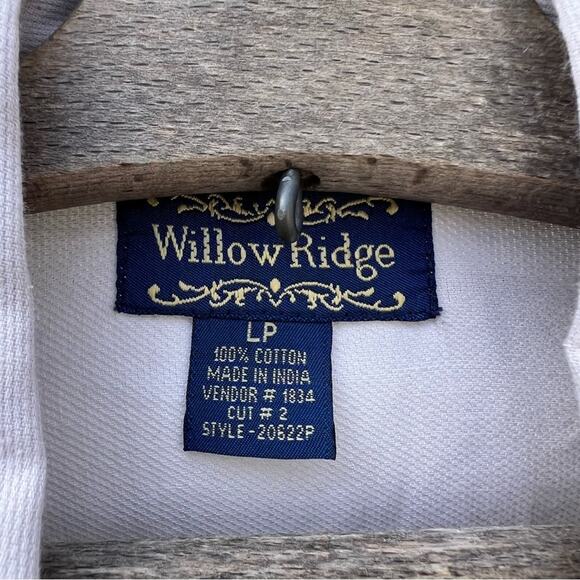 Willow Ridge
LP
100% COTTON
MADE IN INDIA
VENDOR # 1834
CUT # 2
STYLE-20622P